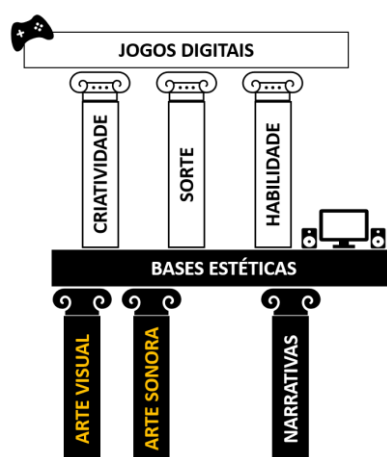 JOGOS DIGITAIS
CRIATIVIDADE
SORTE
HABILIDADE
BASES ESTÉTICAS
ARTE VISUAL
ARTE SONORA
NARRATIVAS